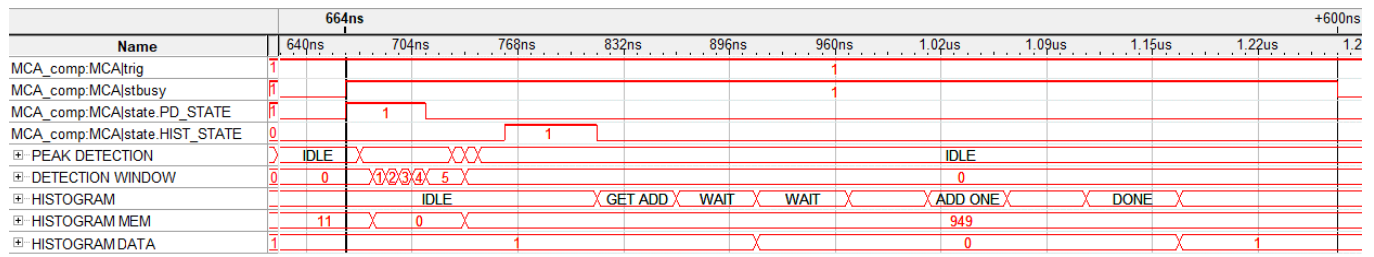 664ns +600ns
Name 640ns 704ns 768ns 832ns 896ns 960ns 1.02us 1.09us 1.15us 1.22us 1.2
MCA_comp:MCA|trig 1 1
MCA_comp:MCA|stbusy 1 1
MCA_comp:MCA|state.PD_STATE 1 1
MCA_comp:MCA|state.HIST_STATE 0 1
PEAK DETECTION IDLE IDLE
DETECTION WINDOW 0 0 1 2 3 4 5 0
HISTOGRAM IDLE GET ADD WAIT WAIT ADD ONE DONE
HISTOGRAM MEM 11 0 949
HISTOGRAM DATA 1 1 0 1